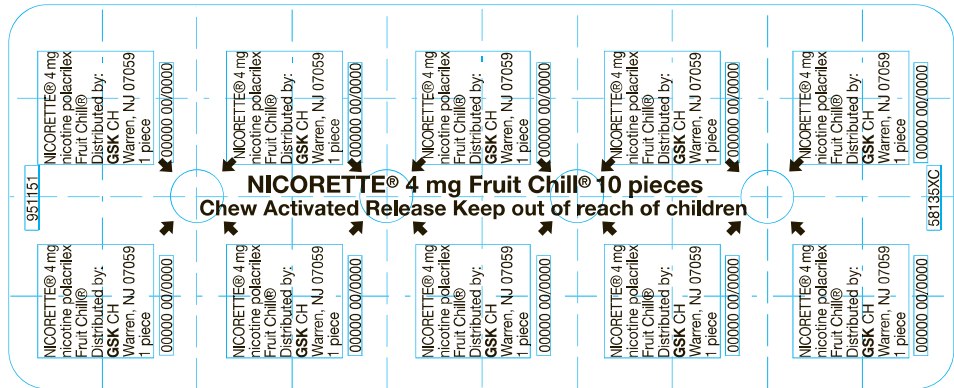 NICORETTE® 4 mg
nicotine polacrilex
Fruit Chill®
Distributed by:
GSK CH
Warren, NJ 07059
1 piece
00000 00/0000
NICORETTE® 4 mg
nicotine polacrilex
Fruit Chill®
Distributed by:
GSK CH
Warren, NJ 07059
1 piece
00000 00/0000
NICORETTE® 4 mg
nicotine polacrilex
Fruit Chill®
Distributed by:
GSK CH
Warren, NJ 07059
1 piece
00000 00/0000
NICORETTE® 4 mg
nicotine polacrilex
Fruit Chill®
Distributed by:
GSK CH
Warren, NJ 07059
1 piece
00000 00/0000
NICORETTE® 4 mg
nicotine polacrilex
Fruit Chill®
Distributed by:
GSK CH
Warren, NJ 07059
1 piece
00000 00/0000
951151
NICORETTE® 4 mg Fruit Chill® 10 pieces
Chew Activated Release Keep out of reach of children
58135XC
NICORETTE® 4 mg
nicotine polacrilex
Fruit Chill®
Distributed by:
GSK CH
Warren, NJ 07059
1 piece
00000 00/0000
NICORETTE® 4 mg
nicotine polacrilex
Fruit Chill®
Distributed by:
GSK CH
Warren, NJ 07059
1 piece
00000 00/0000
NICORETTE® 4 mg
nicotine polacrilex
Fruit Chill®
Distributed by:
GSK CH
Warren, NJ 07059
1 piece
00000 00/0000
NICORETTE® 4 mg
nicotine polacrilex
Fruit Chill®
Distributed by:
GSK CH
Warren, NJ 07059
1 piece
00000 00/0000
NICORETTE® 4 mg
nicotine polacrilex
Fruit Chill®
Distributed by:
GSK CH
Warren, NJ 07059
1 piece
00000 00/0000